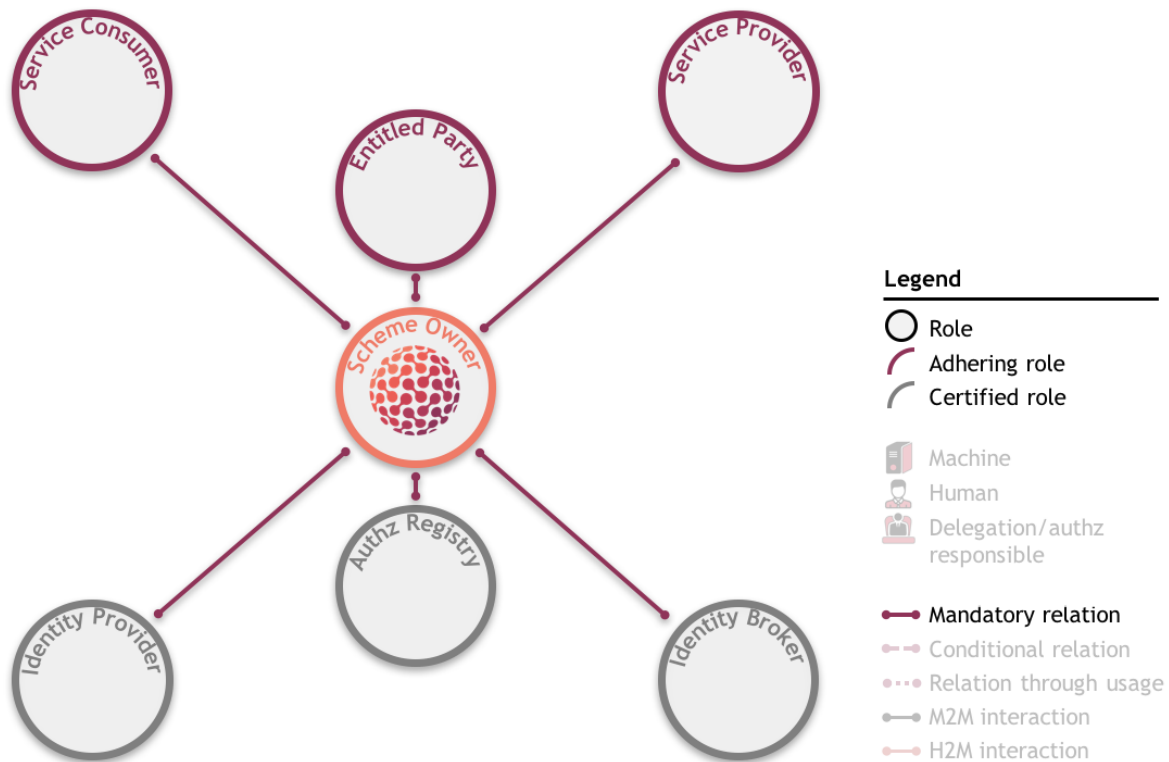 Service Consumer
Service Provider
Entitled Party
Scheme Owner
Authz Registry
Identity Provider
Identity Broker
Legend
Role
Adhering role
Certified role
Machine
Human
Delegation/authz
responsible
Mandatory relation
Conditional relation
Relation through usage
M2M interaction
H2M interaction